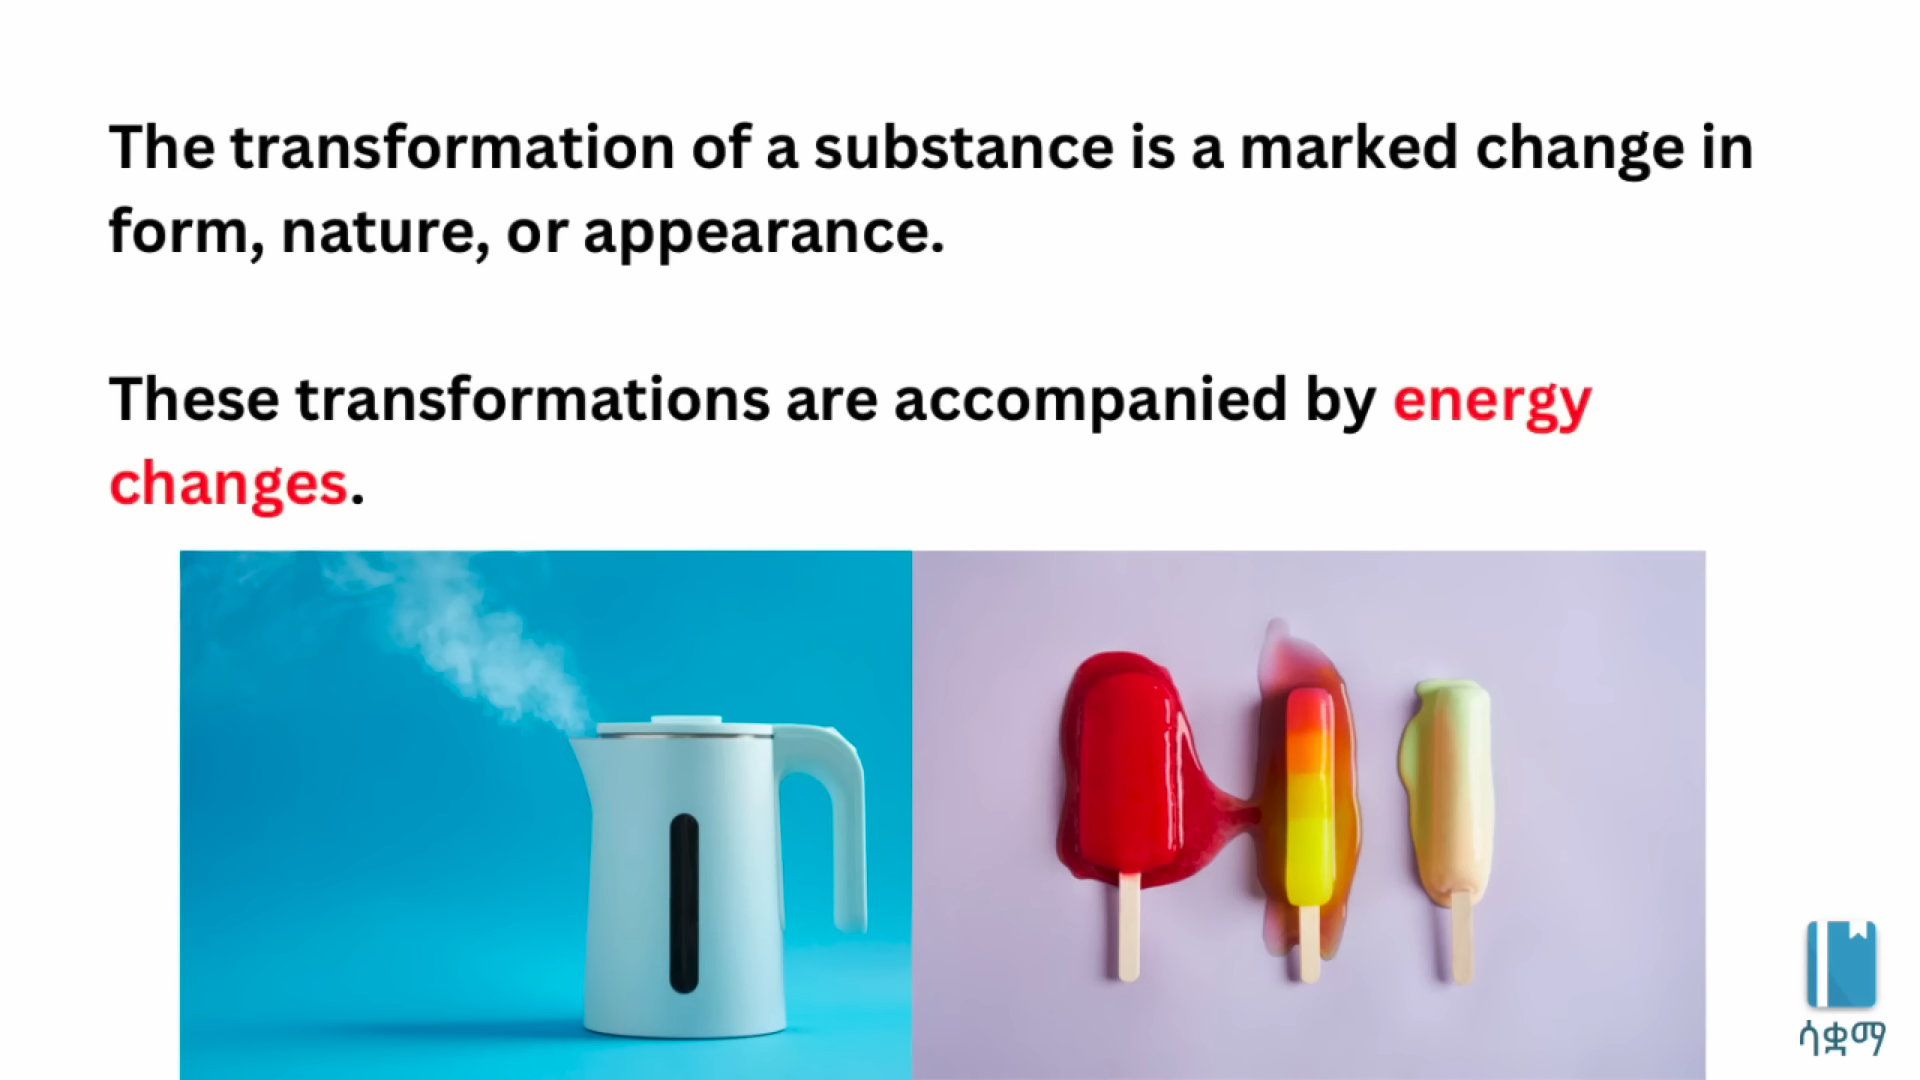 The transformation of a substance is a marked change in
form, nature, or appearance.
These transformations are accompanied by energy
changes.
ሳቋማ